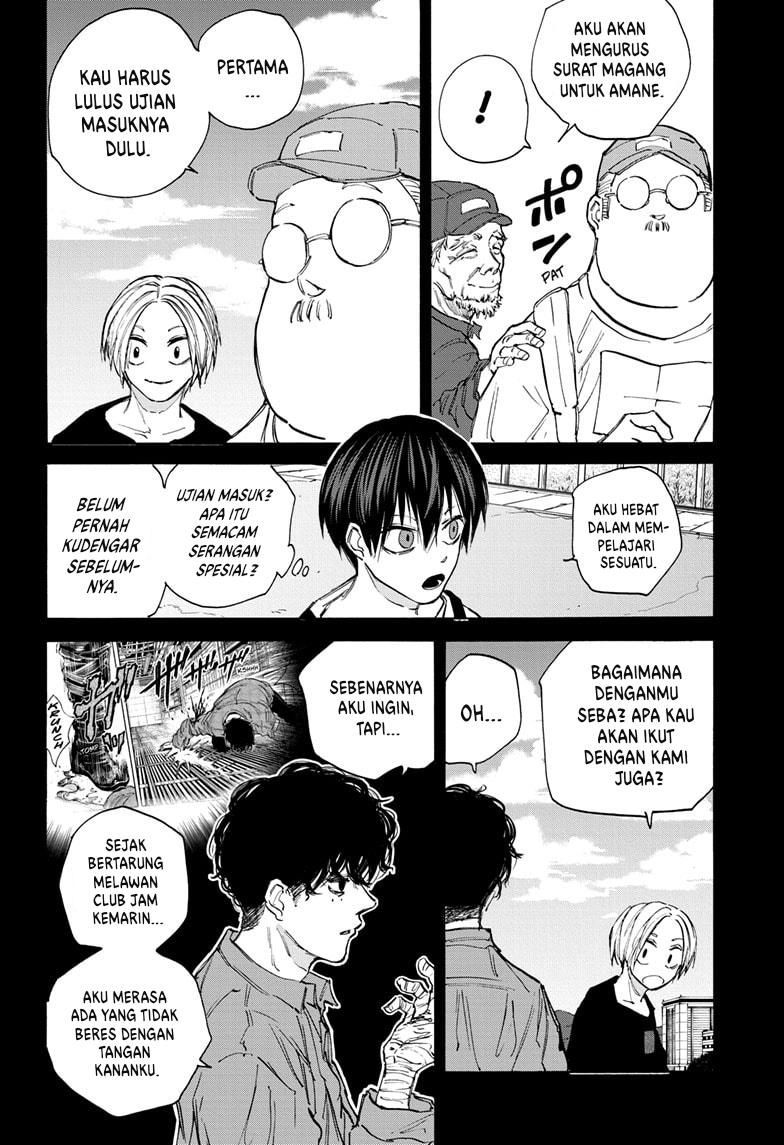 AKU AKAN
MENGURUS
SURAT MAGANG
UNTUK AMANE.
!
ポン
PAT
PERTAMA
...
KAU HARUS
LULUS UJIAN
MASUKNYA
DULU.
AKU HEBAT
DALAM MEM-
PELAJARI
SESUATU.
UJIAN MASUK?
APA ITU
SEMACAM
SERANGAN
SPESIAL?
BELUM
PERNAH
KUDENGAR
SEBELUM-
NYA.
BAGAIMANA
DENGANMU
SEBA? APA KAU
AKAN IKUT
DENGAN KAMI
JUGA?
OH...
SEBENARNYA
AKU INGIN,
TAPI...
KSHHH
KRUNCH
TOMP
SEJAK
BERTARUNG
MELAWAN
CLUB JAM
KEMARIN...
AKU MERASA
ADA YANG TIDAK
BERES DENGAN
TANGAN
KANANKU.